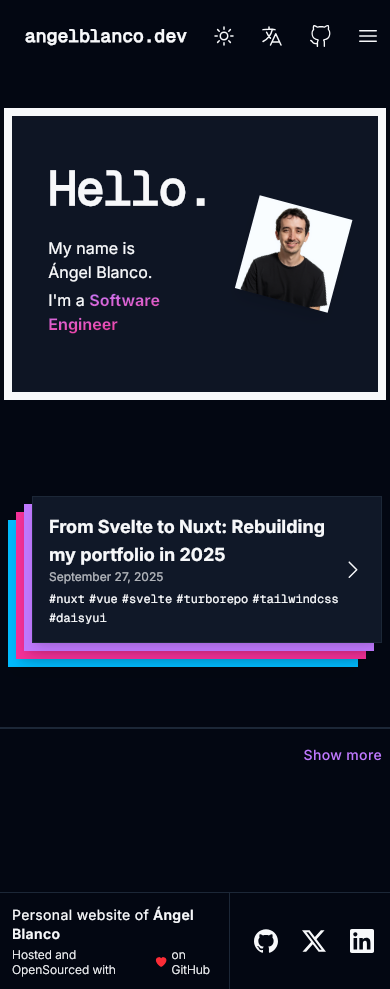 angelblanco.dev
Hello.
My name is
Ángel Blanco.
I'm a Software
Engineer
From Svelte to Nuxt: Rebuilding
my portfolio in 2025
September 27, 2025
#nuxt #vue #svelte #turborepo #tailwindcss
#daisyui
Show more
Personal website of Ángel
Blanco
Hosted and
OpenSourced with
on
GitHub